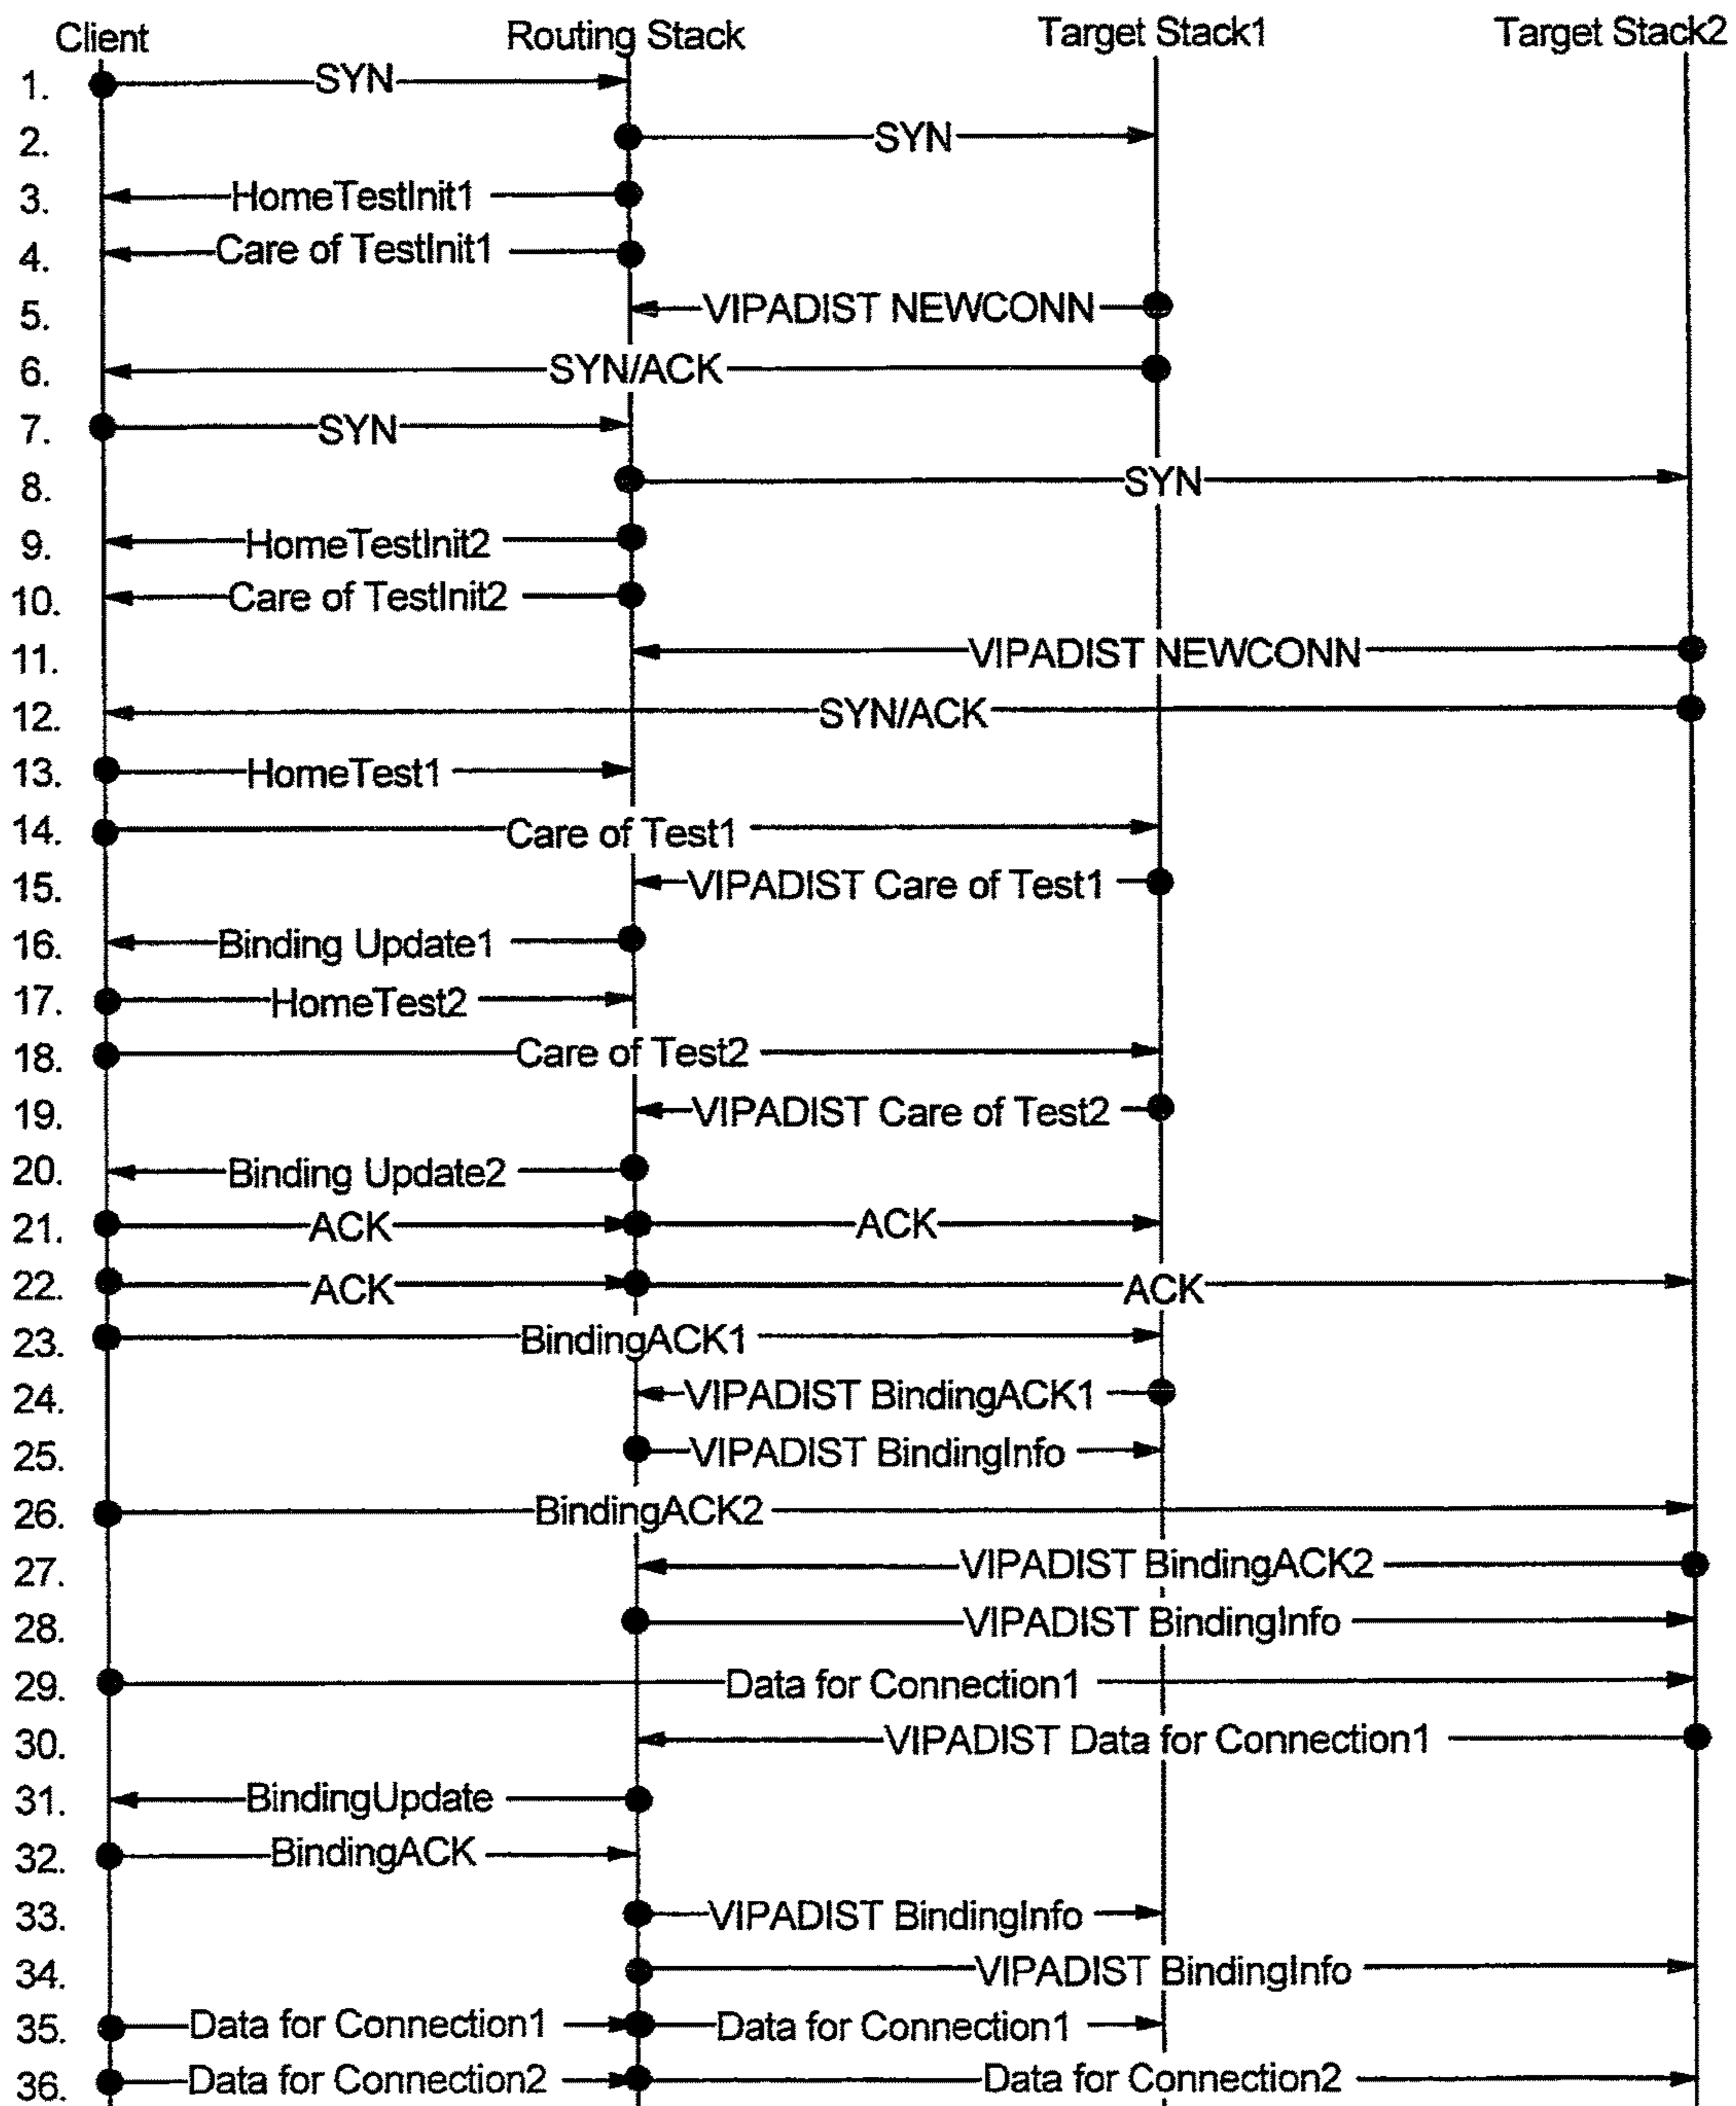 Client Routing Stack Target Stack1 Target Stack2
1. SYN
2. SYN
3. HomeTestInit1
4. Care of TestInit1
5. VIPADIST NEWCONN
6. SYN/ACK
7. SYN
8. SYN
9. HomeTestInit2
10. Care of TestInit2
11. VIPADIST NEWCONN
12. SYN/ACK
13. HomeTest1
14. Care of Test1
15. VIPADIST Care of Test1
16. Binding Update1
17. HomeTest2
18. Care of Test2
19. VIPADIST Care of Test2
20. Binding Update2
21. ACK ACK
22. ACK ACK
23. BindingACK1
24. VIPADIST BindingACK1
25. VIPADIST BindingInfo
26. BindingACK2
27. VIPADIST BindingACK2
28. VIPADIST BindingInfo
29. Data for Connection1
30. VIPADIST Data for Connection1
31. BindingUpdate
32. BindingACK
33. VIPADIST BindingInfo
34. VIPADIST BindingInfo
35. Data for Connection1 Data for Connection1
36. Data for Connection2 Data for Connection2